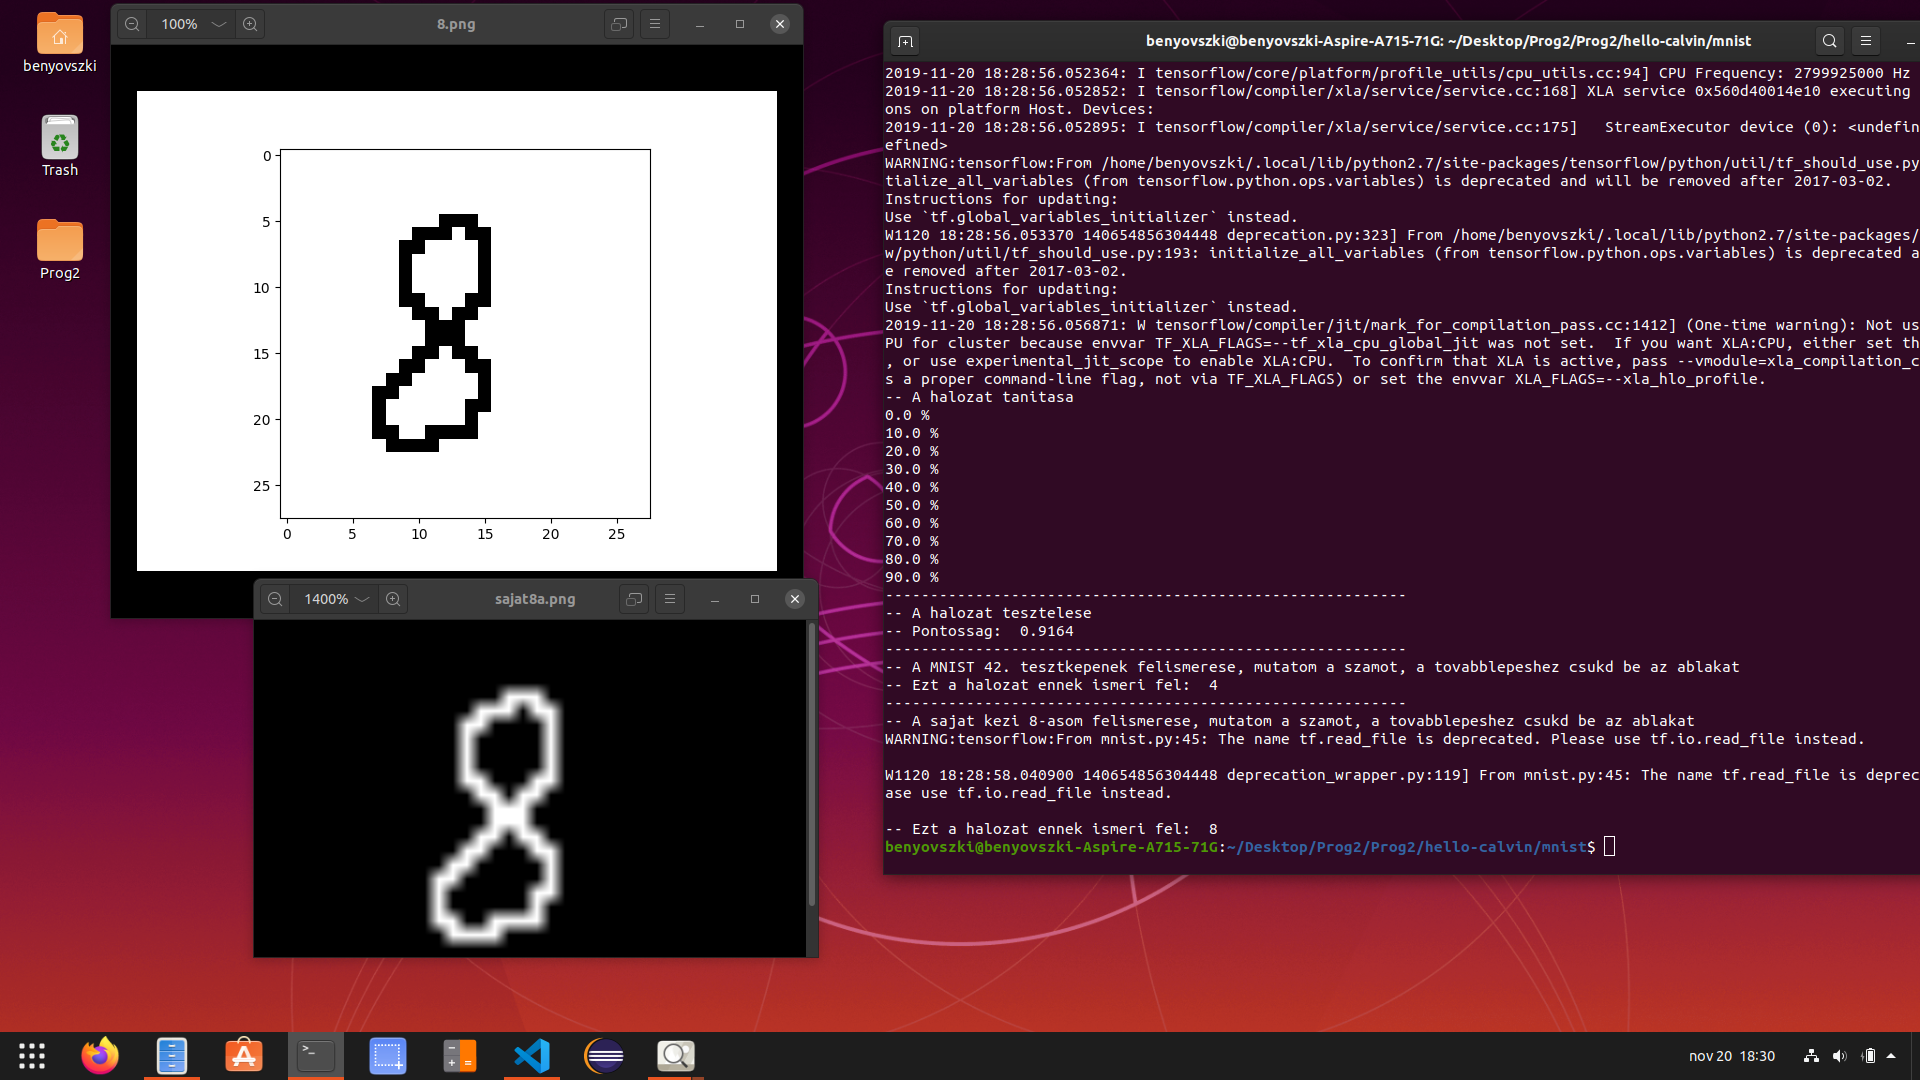 benyovszki
Trash
Prog2
100%
8.png
0
5
10
15
20
25
0
5
10
15
20
25
1400%
sajat8a.png
benyovszki@benyovszki-Aspire-A715-71G: ~/Desktop/Prog2/Prog2/hello-calvin/mnist
2019-11-20 18:28:56.052364: I tensorflow/core/platform/profile_utils/cpu_utils.cc:94] CPU Frequency: 2799925000 Hz
2019-11-20 18:28:56.052852: I tensorflow/compiler/xla/service/service.cc:168] XLA service 0x560d40014e10 executing
ons on platform Host. Devices:
2019-11-20 18:28:56.052895: I tensorflow/compiler/xla/service/service.cc:175]   StreamExecutor device (0): <undefin
efined>
WARNING:tensorflow:From /home/benyovszki/.local/lib/python2.7/site-packages/tensorflow/python/util/tf_should_use.py
tialize_all_variables (from tensorflow.python.ops.variables) is deprecated and will be removed after 2017-03-02.
Instructions for updating:
Use `tf.global_variables_initializer` instead.
W1120 18:28:56.053370 140654856304448 deprecation.py:323] From /home/benyovszki/.local/lib/python2.7/site-packages/
w/python/util/tf_should_use.py:193: initialize_all_variables (from tensorflow.python.ops.variables) is deprecated a
e removed after 2017-03-02.
Instructions for updating:
Use `tf.global_variables_initializer` instead.
2019-11-20 18:28:56.056871: W tensorflow/compiler/jit/mark_for_compilation_pass.cc:1412] (One-time warning): Not us
PU for cluster because envvar TF_XLA_FLAGS=--tf_xla_cpu_global_jit was not set.  If you want XLA:CPU, either set th
, or use experimental_jit_scope to enable XLA:CPU.  To confirm that XLA is active, pass --vmodule=xla_compilation_c
s a proper command-line flag, not via TF_XLA_FLAGS) or set the envvar XLA_FLAGS=--xla_hlo_profile.
-- A halozat tanitasa
0.0 %
10.0 %
20.0 %
30.0 %
40.0 %
50.0 %
60.0 %
70.0 %
80.0 %
90.0 %
----------------------------------------------------------
-- A halozat tesztelese
-- Pontossag:  0.9164
----------------------------------------------------------
-- A MNIST 42. tesztkepenek felismerese, mutatom a szamot, a tovabblepeshez csukd be az ablakat
-- Ezt a halozat ennek ismeri fel:  4
----------------------------------------------------------
-- A sajat kezi 8-asom felismerese, mutatom a szamot, a tovabblepeshez csukd be az ablakat
WARNING:tensorflow:From mnist.py:45: The name tf.read_file is deprecated. Please use tf.io.read_file instead.
W1120 18:28:58.040900 140654856304448 deprecation_wrapper.py:119] From mnist.py:45: The name tf.read_file is deprec
ase use tf.io.read_file instead.
-- Ezt a halozat ennek ismeri fel:  8
benyovszki@benyovszki-Aspire-A715-71G:~/Desktop/Prog2/Prog2/hello-calvin/mnist$
nov 20  18:30